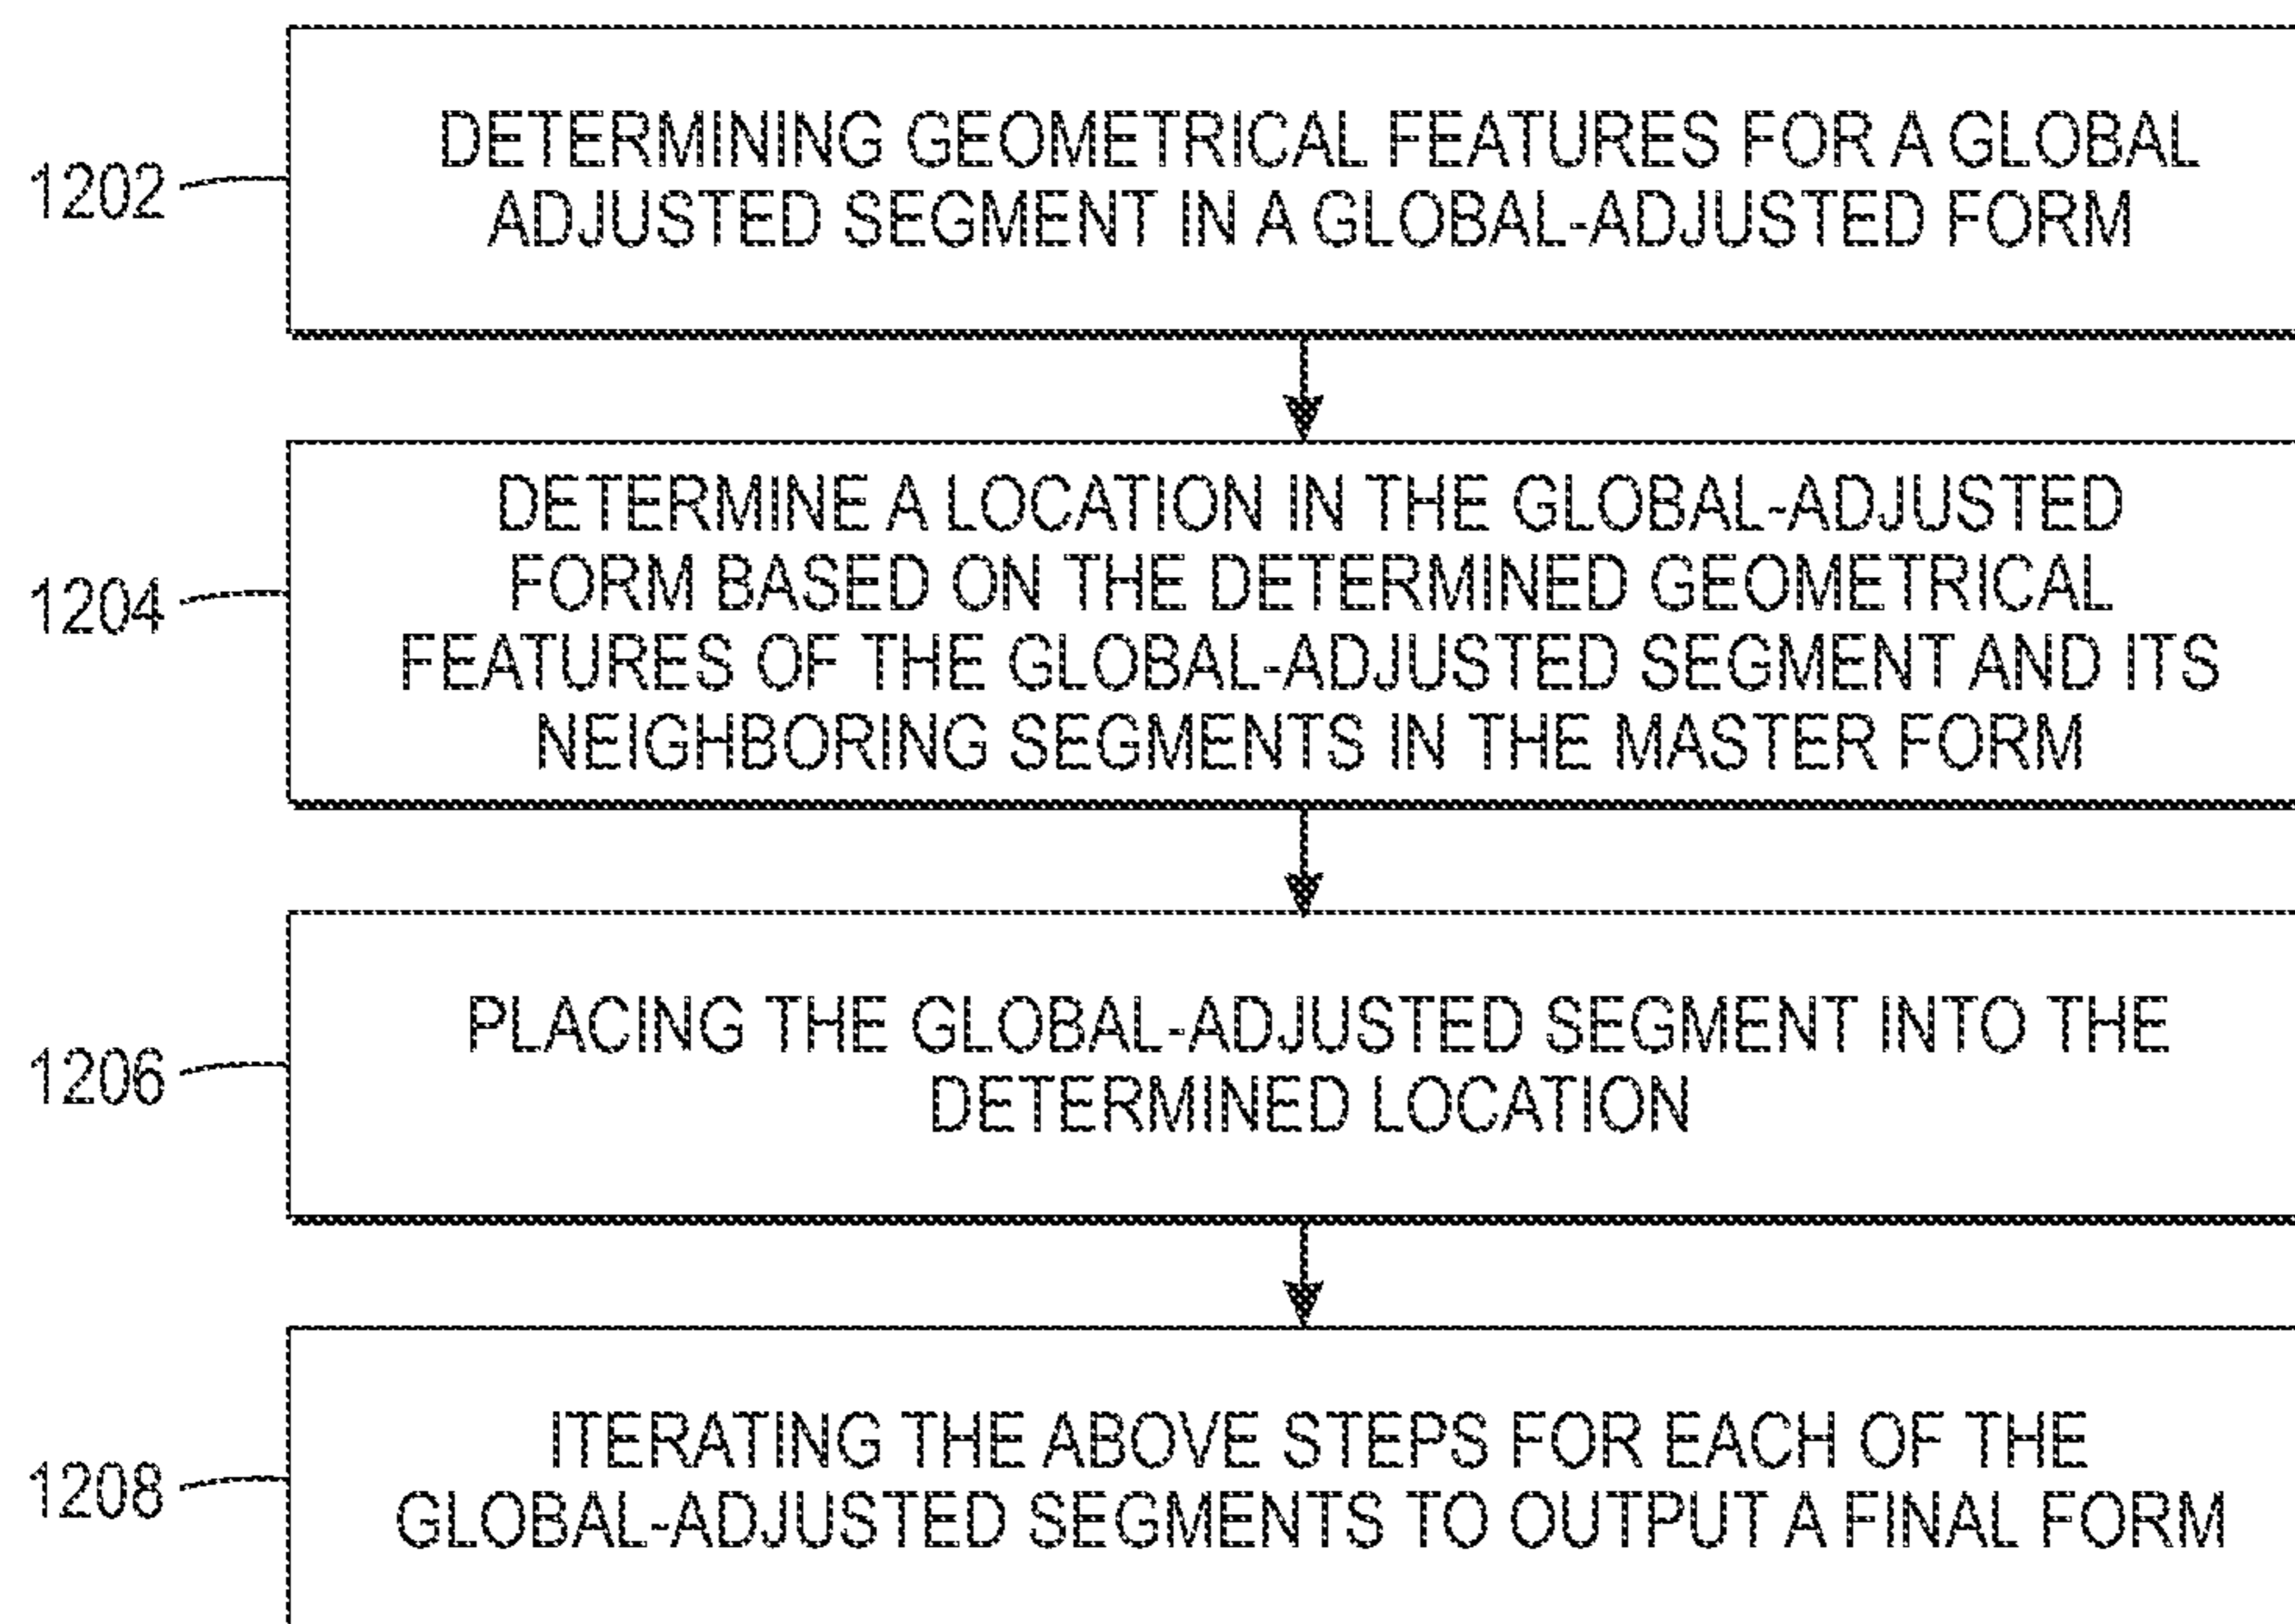 1202
DETERMINING GEOMETRICAL FEATURES FOR A GLOBAL
ADJUSTED SEGMENT IN A GLOBAL-ADJUSTED FORM
1204
DETERMINE A LOCATION IN THE GLOBAL-ADJUSTED
FORM BASED ON THE DETERMINED GEOMETRICAL
FEATURES OF THE GLOBAL-ADJUSTED SEGMENT AND ITS
NEIGHBORING SEGMENTS IN THE MASTER FORM
1206
PLACING THE GLOBAL-ADJUSTED SEGMENT INTO THE
DETERMINED LOCATION
1208
ITERATING THE ABOVE STEPS FOR EACH OF THE
GLOBAL-ADJUSTED SEGMENTS TO OUTPUT A FINAL FORM